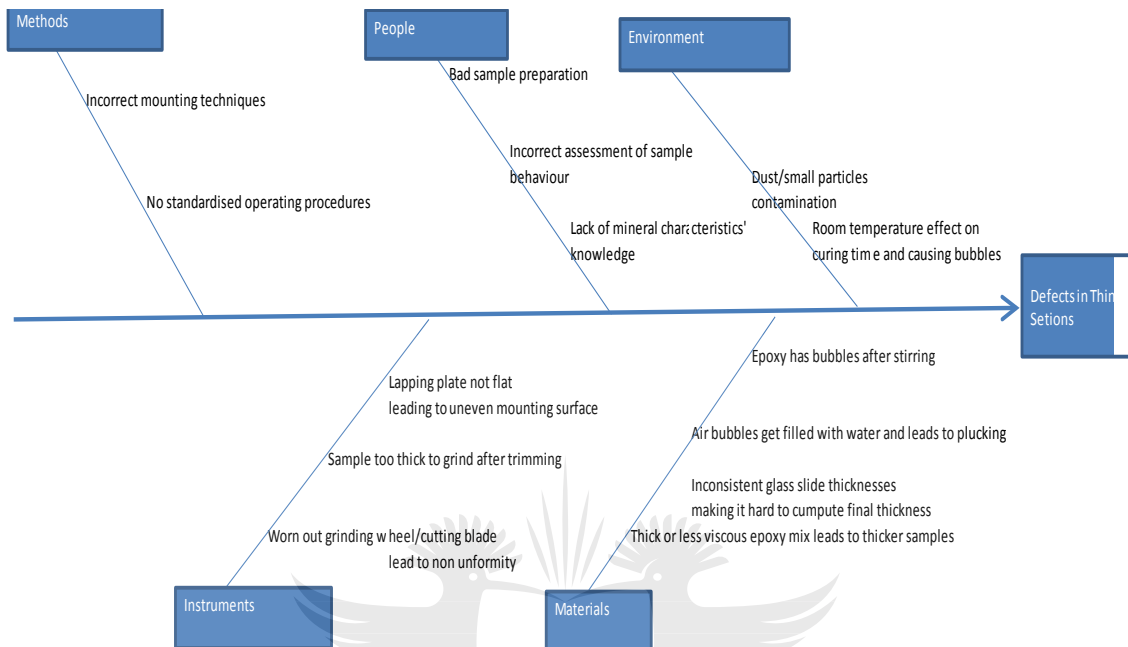 Methods
People
Environment
Bad sample preparation
Incorrect mounting techniques
Incorrect assessment of sample
behaviour
Dust/small particles
contamination
No standardised operating procedures
Lack of mineral characteristics'
knowledge
Room temperature effect on
curing time and causing bubbles
Defects in Thin
Setions
Epoxy has bubbles after stirring
Lapping plate not flat
leading to uneven mounting surface
Air bubbles get filled with water and leads to plucking
Sample too thick to grind after trimming
Inconsistent glass slide thicknesses
making it hard to cumpute final thickness
Worn out grinding wheel/cutting blade
lead to non unformity
Thick or less viscous epoxy mix leads to thicker samples
Instruments
Materials